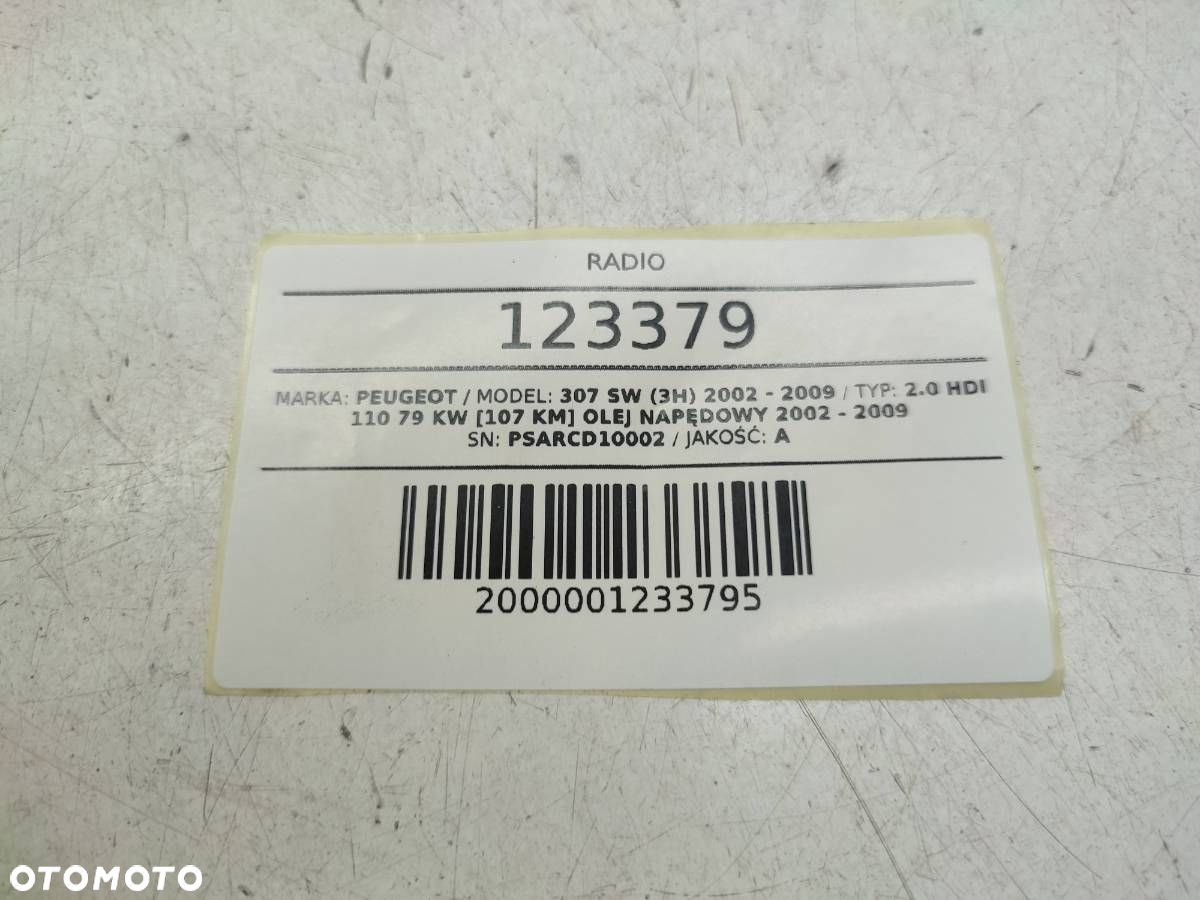 RADIO
123379
MARKA: PEUGEOT / MODEL: 307 SW (3H) 2002 - 2009 / TYP: 2.0 HDI
110 79 KW [107 KM] OLEJ NAPĘDOWY 2002 - 2009
SN: PSARCD10002 / JAKOŚĆ: A
2000001233795
OTOMOTO